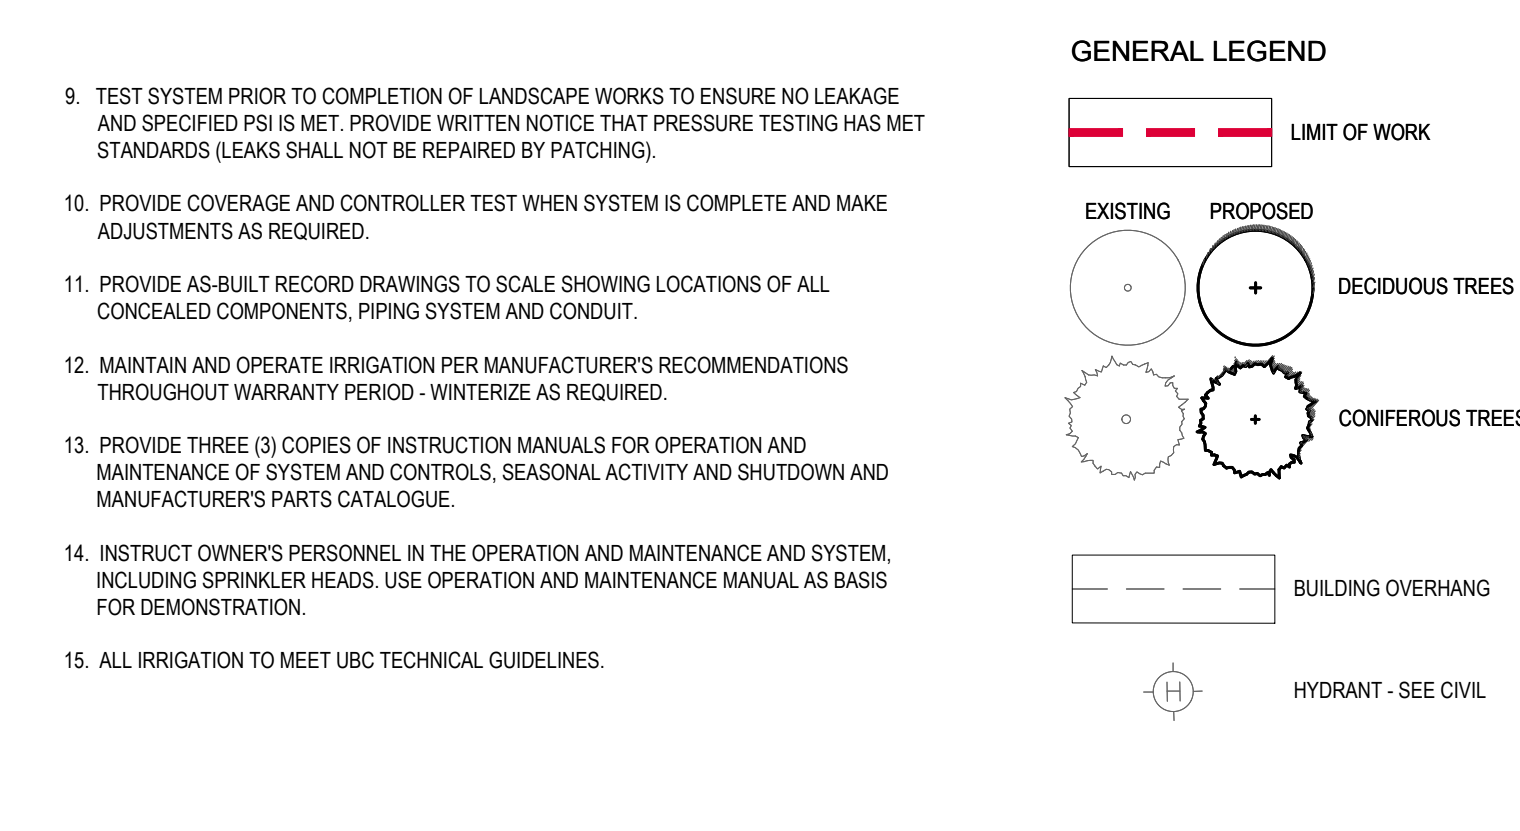 9. TEST SYSTEM PRIOR TO COMPLETION OF LANDSCAPE WORKS TO ENSURE NO LEAKAGE
AND SPECIFIED PSI IS MET. PROVIDE WRITTEN NOTICE THAT PRESSURE TESTING HAS MET
STANDARDS (LEAKS SHALL NOT BE REPAIRED BY PATCHING).
10. PROVIDE COVERAGE AND CONTROLLER TEST WHEN SYSTEM IS COMPLETE AND MAKE
ADJUSTMENTS AS REQUIRED.
11. PROVIDE AS-BUILT RECORD DRAWINGS TO SCALE SHOWING LOCATIONS OF ALL
CONCEALED COMPONENTS, PIPING SYSTEM AND CONDUIT.
12. MAINTAIN AND OPERATE IRRIGATION PER MANUFACTURER'S RECOMMENDATIONS
THROUGHOUT WARRANTY PERIOD - WINTERIZE AS REQUIRED.
13. PROVIDE THREE (3) COPIES OF INSTRUCTION MANUALS FOR OPERATION AND
MAINTENANCE OF SYSTEM AND CONTROLS, SEASONAL ACTIVITY AND SHUTDOWN AND
MANUFACTURER'S PARTS CATALOGUE.
14. INSTRUCT OWNER'S PERSONNEL IN THE OPERATION AND MAINTENANCE AND SYSTEM,
INCLUDING SPRINKLER HEADS. USE OPERATION AND MAINTENANCE MANUAL AS BASIS
FOR DEMONSTRATION.
15. ALL IRRIGATION TO MEET UBC TECHNICAL GUIDELINES.
GENERAL LEGEND
LIMIT OF WORK
EXISTING PROPOSED
DECIDUOUS TREES
CONIFEROUS TREES
BUILDING OVERHANG
H HYDRANT - SEE CIVIL